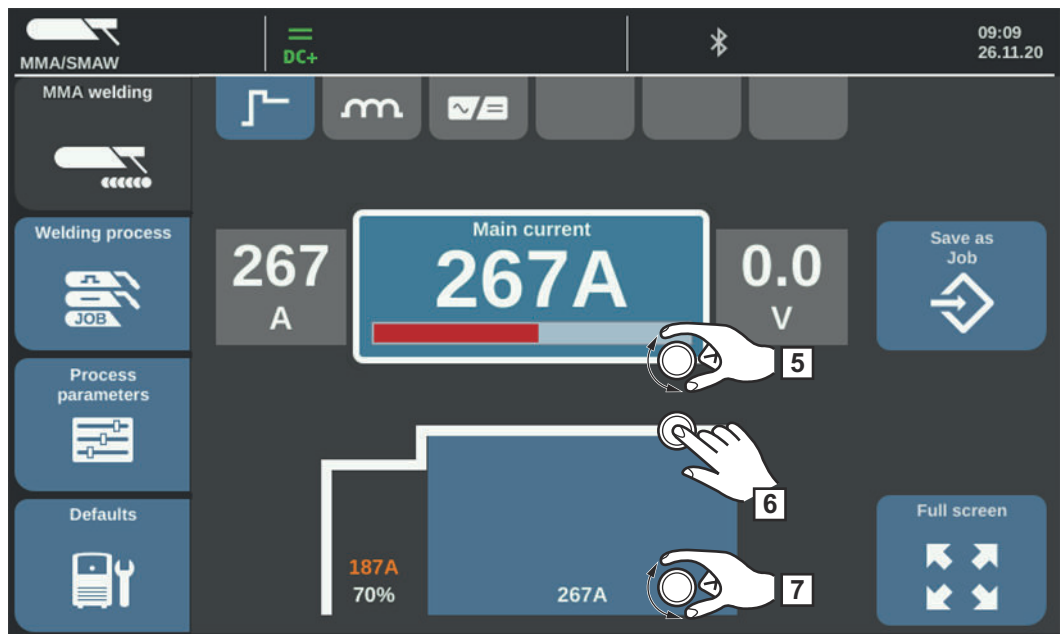 MMA/SMAW
DC+
09:09
26.11.20
MMA welding
Welding process
JOB
Process
parameters
Defaults
267
A
Main current
267A
0.0
V
5
Save as
Job
6
187A
70%
267A
7
Full screen